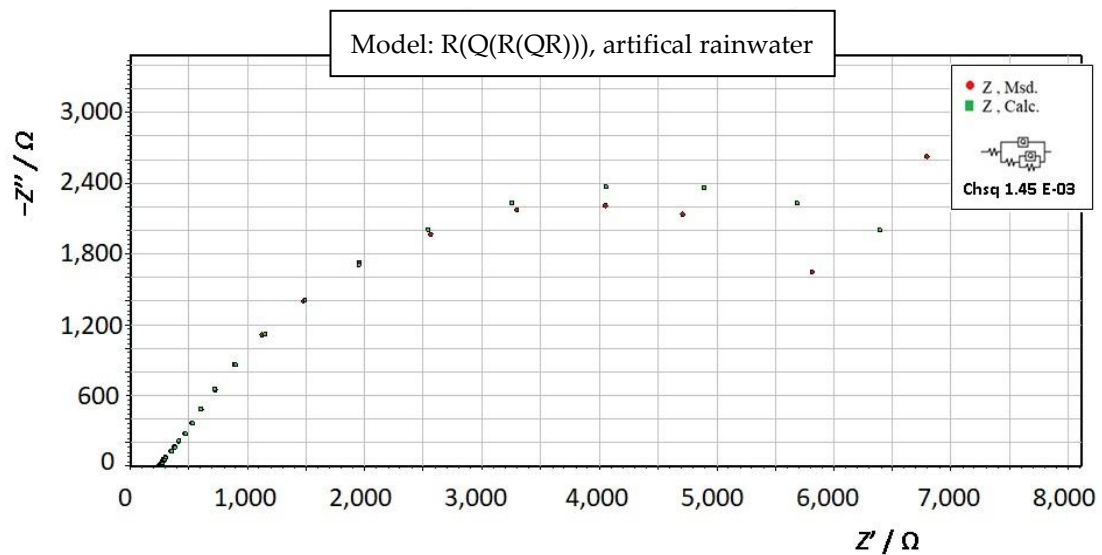 Model: R(Q(R(QR))), artifical rainwater
Z , Msd.
Z , Calc.
Q
Q
Chsq 1.45 E-03
−Z″ / Ω
3,000
2,400
1,800
1,200
600
0
0 1,000 2,000 3,000 4,000 5,000 6,000 7,000 8,000
Z′ / Ω